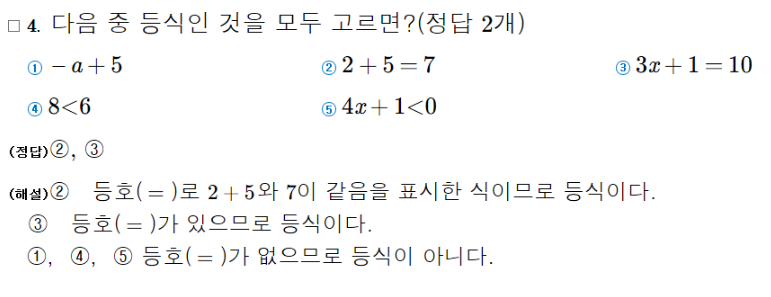 □ 4. 다음 중 등식인 것을 모두 고르면?(정답 2개)
① −a+5 ② 2+5=7 ③ 3x+1=10
④ 8<6 ⑤ 4x+1<0
(정답)②, ③
(해설)② 등호(=)로 2+5와 7이 같음을 표시한 식이므로 등식이다.
③ 등호(=)가 있으므로 등식이다.
①, ④, ⑤ 등호(=)가 없으므로 등식이 아니다.